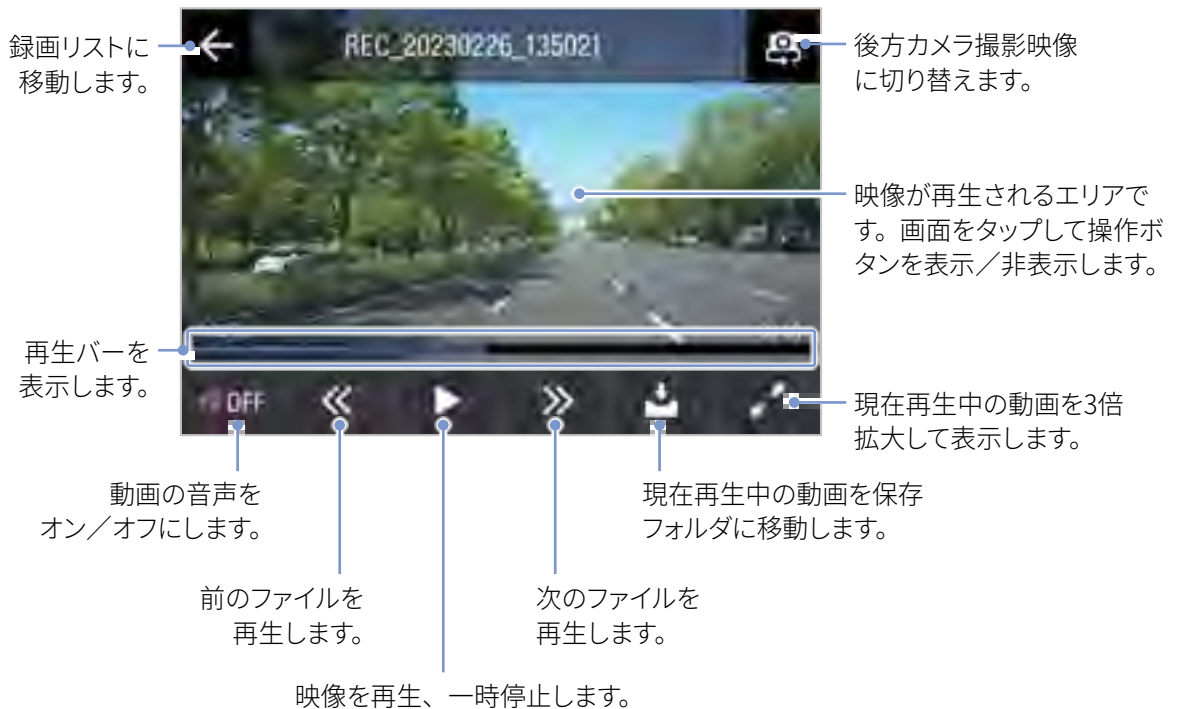 録画リストに
移動します。
REC_20230226_135021
後方カメラ撮影映像
に切り替えます。
映像が再生されるエリアで
す。画面をタップして操作ボ
タンを表示／非表示します。
再生バーを
表示します。
OFF
現在再生中の動画を3倍
拡大して表示します。
動画の音声を
オン／オフにします。
現在再生中の動画を保存
フォルダに移動します。
前のファイルを
再生します。
次のファイルを
再生します。
映像を再生、一時停止します。